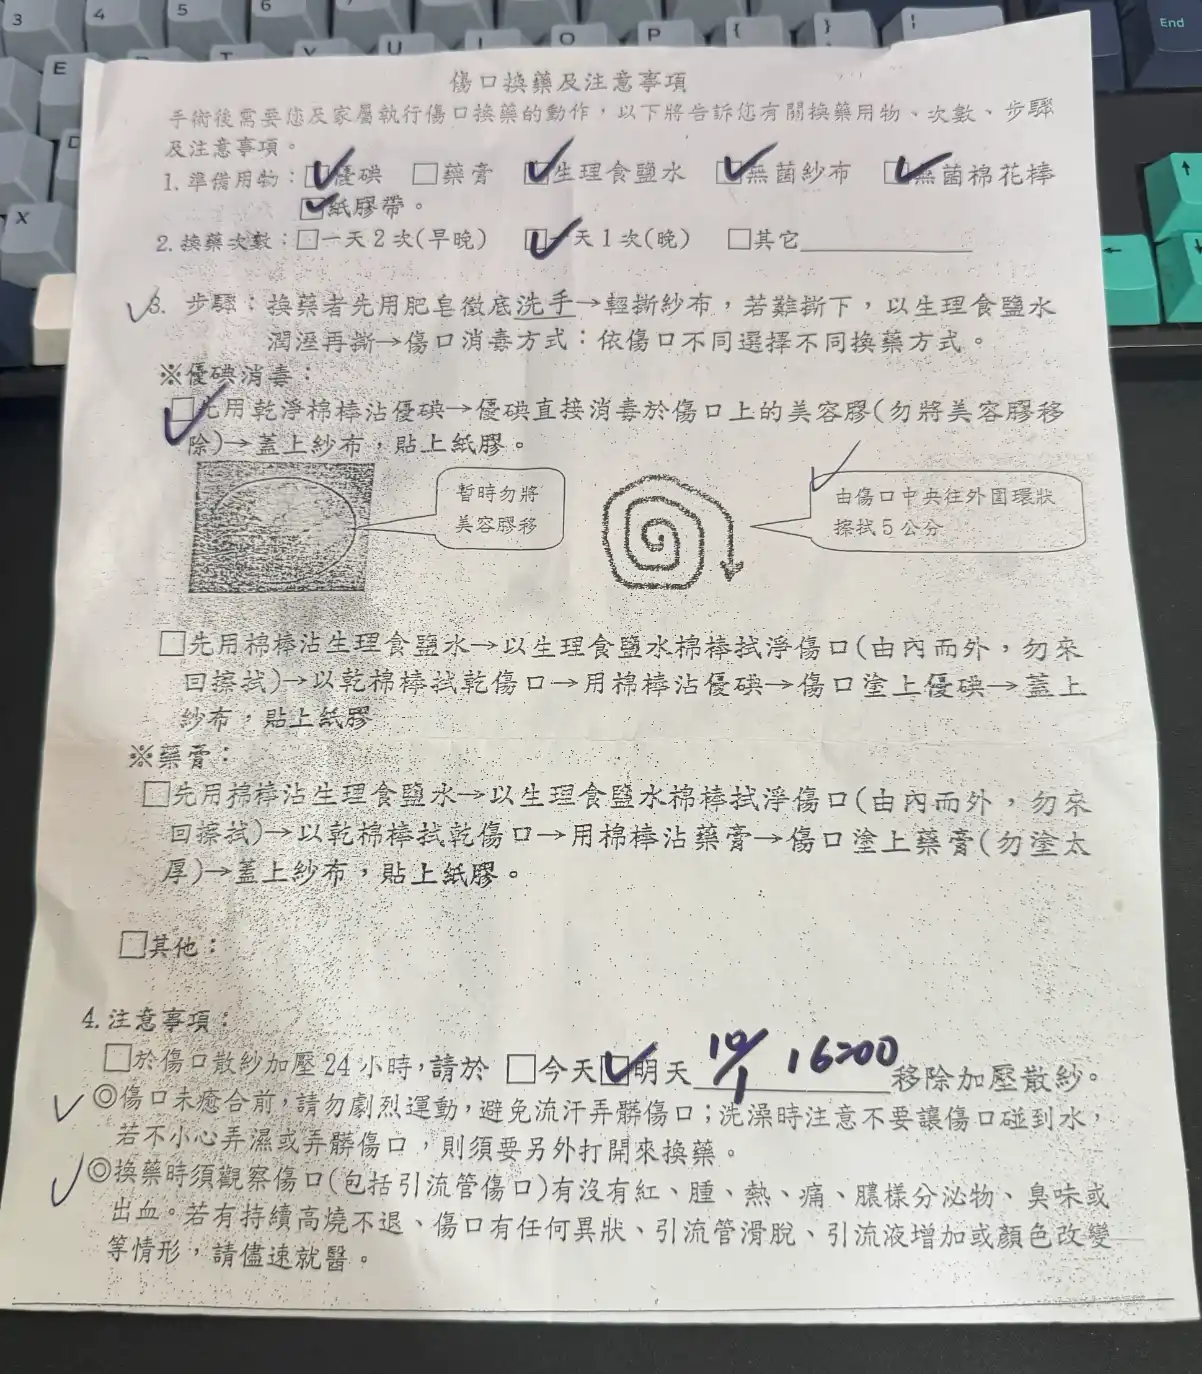 3 4 5 6 { } End
E T Y U I O P
D
X
傷口換藥及注意事項
手術後需要您及家屬執行傷口換藥的動作，以下將告訴您有關換藥用物、次數、步驟
及注意事項。
1. 準備用物：☑優碘 □藥膏 ☑生理食鹽水 ☑無菌紗布 ☑無菌棉花棒
☑紙膠帶。
2. 換藥次數：□一天2次(早晚) ☑一天1次(晚) □其它
✓3. 步驟：換藥者先用肥皂徹底洗手→輕撕紗布，若難撕下，以生理食鹽水
潤溼再撕→傷口消毒方式：依傷口不同選擇不同換藥方式。
※優碘消毒：
☑先用乾淨棉棒沾優碘→優碘直接消毒於傷口上的美容膠(勿將美容膠移
除)→蓋上紗布，貼上紙膠。
暫時勿將
美容膠移
✓由傷口中央往外圍環狀
擦拭5公分
□先用棉棒沾生理食鹽水→以生理食鹽水棉棒拭淨傷口(由內而外，勿來
回擦拭)→以乾棉棒拭乾傷口→用棉棒沾優碘→傷口塗上優碘→蓋上
紗布，貼上紙膠
※藥膏：
□先用棉棒沾生理食鹽水→以生理食鹽水棉棒拭淨傷口(由內而外，勿來
回擦拭)→以乾棉棒拭乾傷口→用棉棒沾藥膏→傷口塗上藥膏(勿塗太
厚)→蓋上紗布，貼上紙膠。
□其他：
4. 注意事項：
□於傷口散紗加壓24小時，請於 □今天☑明天 10/1 16:00 移除加壓散紗。
✓◎傷口未癒合前，請勿劇烈運動，避免流汗弄髒傷口；洗澡時注意不要讓傷口碰到水，
若不小心弄濕或弄髒傷口，則須要另外打開來換藥。
✓◎換藥時須觀察傷口(包括引流管傷口)有沒有紅、腫、熱、痛、膿樣分泌物、臭味或
出血。若有持續高燒不退、傷口有任何異狀、引流管滑脫、引流液增加或顏色改變
等情形，請儘速就醫。